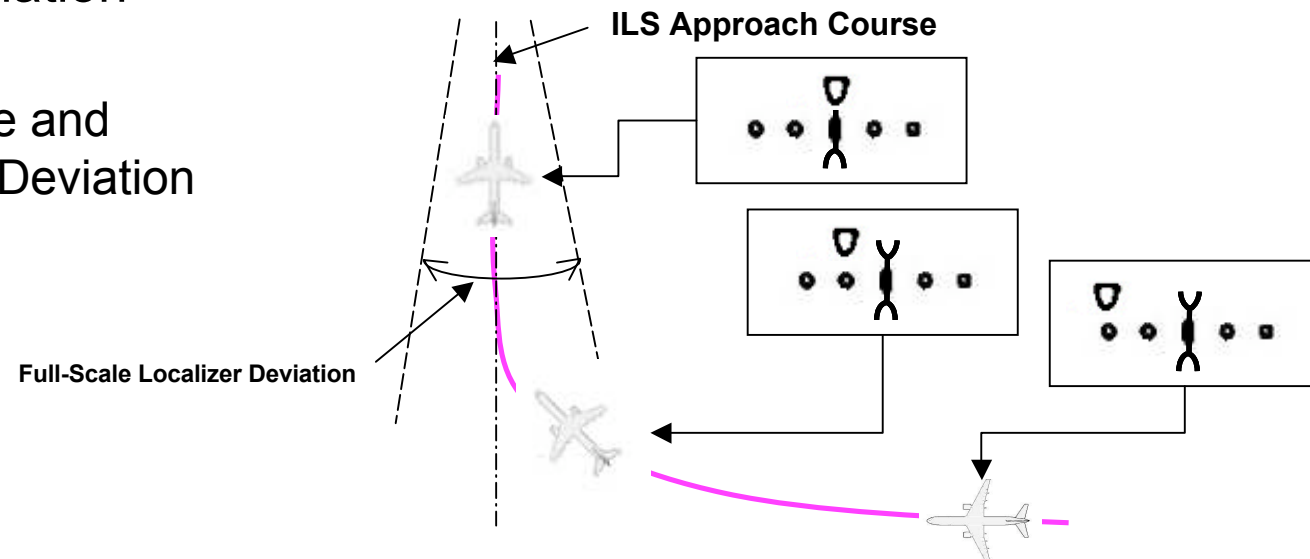 ILS Approach Course
e and
Deviation
Full-Scale Localizer Deviation